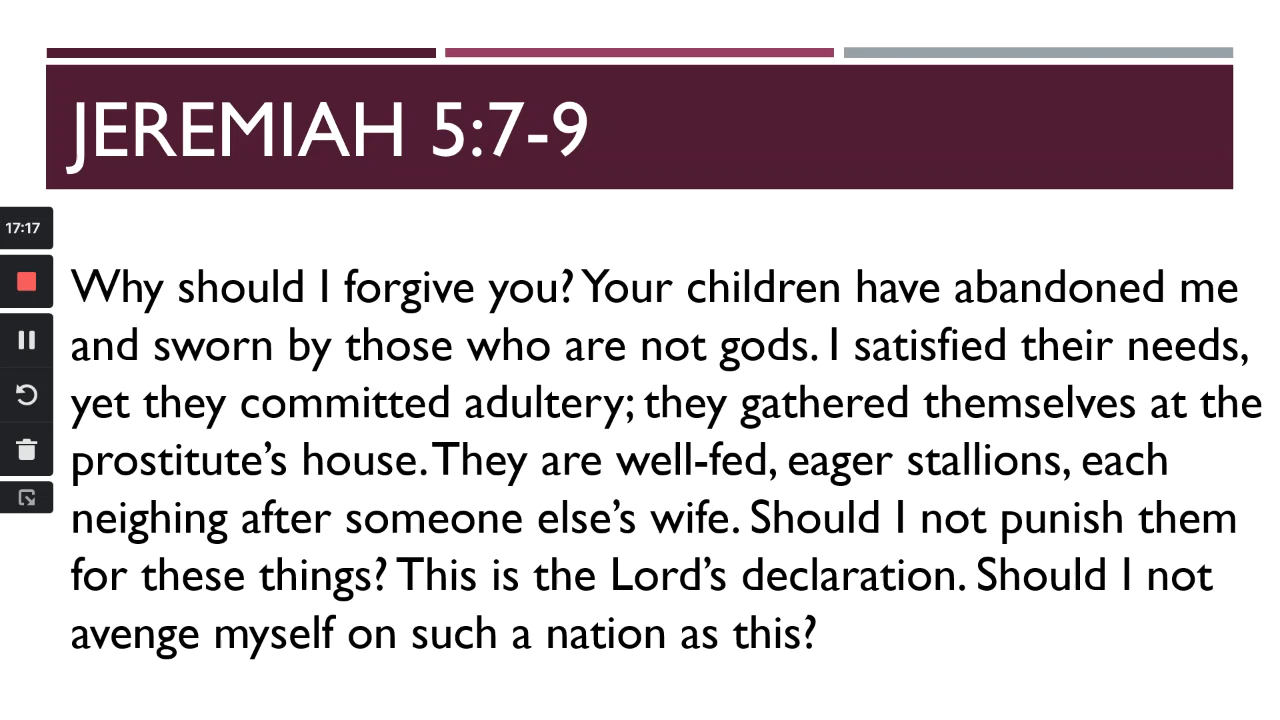 JEREMIAH 5:7-9
17:17
Why should I forgive you? Your children have abandoned me
and sworn by those who are not gods. I satisfied their needs,
yet they committed adultery; they gathered themselves at the
prostitute’s house. They are well-fed, eager stallions, each
neighing after someone else’s wife. Should I not punish them
for these things? This is the Lord’s declaration. Should I not
avenge myself on such a nation as this?